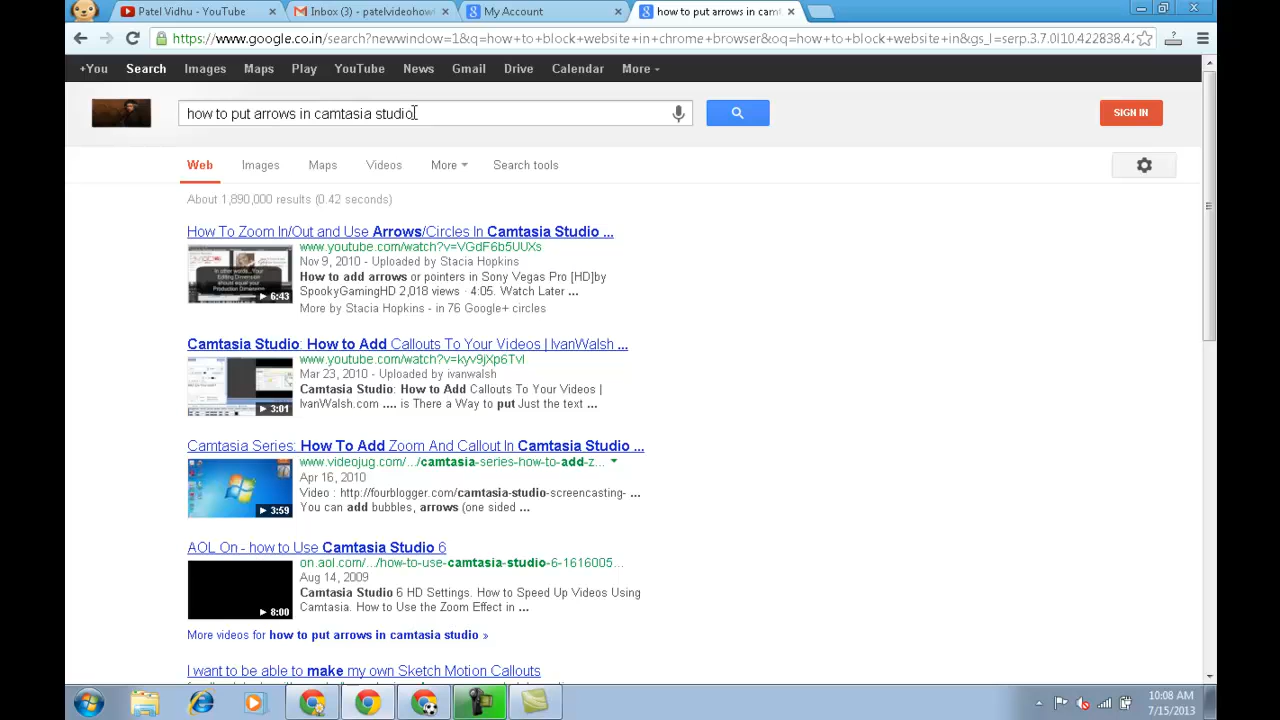 Patel Vidhu - YouTube
Inbox (3) - patelvideohow
My Account
how to put arrows in camt
https://www.google.co.in/search?newwindow=1&q=how+to+block+website+in+chrome+browser&oq=how+to+block+website+in&gs_l=serp.3.7.0l10.422838.42
+You Search Images Maps Play YouTube News Gmail Drive Calendar More
how to put arrows in camtasia studio
SIGN IN
Web Images Maps Videos More Search tools
About 1,890,000 results (0.42 seconds)
How To Zoom In/Out and Use Arrows/Circles In Camtasia Studio ...
www.youtube.com/watch?v=VGdF6b5UUXs
Nov 9, 2010 - Uploaded by Stacia Hopkins
How to add arrows or pointers in Sony Vegas Pro [HD]by
SpookyGamingHD 2,018 views · 4:05. Watch Later ...
More by Stacia Hopkins - in 76 Google+ circles
In other words...Your
Editing Dimension
should equal your
Production Dimension
6:43
Camtasia Studio: How to Add Callouts To Your Videos | IvanWalsh ...
www.youtube.com/watch?v=kyv9jXp6TvI
Mar 23, 2010 - Uploaded by ivanwalsh
Camtasia Studio: How to Add Callouts To Your Videos |
IvanWalsh.com .... is There a Way to put Just the text ...
3:01
Camtasia Series: How To Add Zoom And Callout In Camtasia Studio ...
www.videojug.com/.../camtasia-series-how-to-add-z...
Apr 16, 2010
Video : http://fourblogger.com/camtasia-studio-screencasting- ...
You can add bubbles, arrows (one sided ...
3:59
AOL On - how to Use Camtasia Studio 6
on.aol.com/.../how-to-use-camtasia-studio-6-1616005...
Aug 14, 2009
Camtasia Studio 6 HD Settings. How to Speed Up Videos Using
Camtasia. How to Use the Zoom Effect in ...
8:00
More videos for how to put arrows in camtasia studio »
I want to be able to make my own Sketch Motion Callouts
10:08 AM
7/15/2013